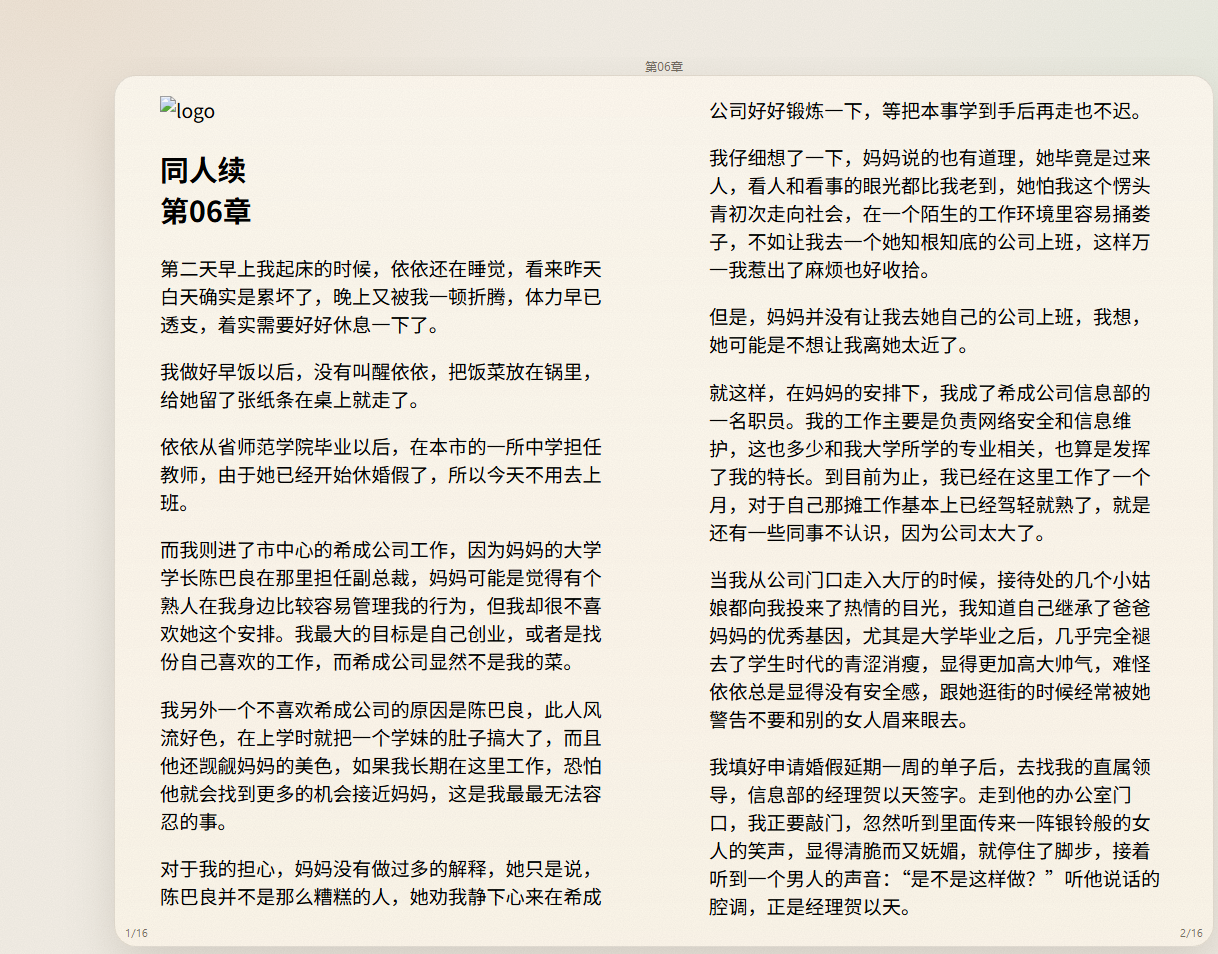 第06章
logo
同人续
第06章
第二天早上我起床的时候，依依还在睡觉，看来昨天
白天确实是累坏了，晚上又被我一顿折腾，体力早已
透支，着实需要好好休息一下了。
我做好早饭以后，没有叫醒依依，把饭菜放在锅里，
给她留了张纸条在桌上就走了。
依依从省师范学院毕业以后，在本市的一所中学担任
教师，由于她已经开始休婚假了，所以今天不用去上
班。
而我则进了市中心的希成公司工作，因为妈妈的大学
学长陈巴良在那里担任副总裁，妈妈可能是觉得有个
熟人在我身边比较容易管理我的行为，但我却很不喜
欢她这个安排。我最大的目标是自己创业，或者是找
份自己喜欢的工作，而希成公司显然不是我的菜。
我另外一个不喜欢希成公司的原因是陈巴良，此人风
流好色，在上学时就把一个学妹的肚子搞大了，而且
他还觊觎妈妈的美色，如果我长期在这里工作，恐怕
他就会找到更多的机会接近妈妈，这是我最最无法容
忍的事。
对于我的担心，妈妈没有做过多的解释，她只是说，
陈巴良并不是那么糟糕的人，她劝我静下心来在希成
1/16
公司好好锻炼一下，等把本事学到手后再走也不迟。
我仔细想了一下，妈妈说的也有道理，她毕竟是过来
人，看人和看事的眼光都比我老到，她怕我这个愣头
青初次走向社会，在一个陌生的工作环境里容易捅娄
子，不如让我去一个她知根知底的公司上班，这样万
一我惹出了麻烦也好收拾。
但是，妈妈并没有让我去她自己的公司上班，我想，
她可能是不想让我离她太近了。
就这样，在妈妈的安排下，我成了希成公司信息部的
一名职员。我的工作主要是负责网络安全和信息维
护，这也多少和我大学所学的专业相关，也算是发挥
了我的特长。到目前为止，我已经在这里工作了一个
月，对于自己那摊工作基本上已经驾轻就熟了，就是
还有一些同事不认识，因为公司太大了。
当我从公司门口走入大厅的时候，接待处的几个小姑
娘都向我投来了热情的目光，我知道自己继承了爸爸
妈妈的优秀基因，尤其是大学毕业之后，几乎完全褪
去了学生时代的青涩消瘦，显得更加高大帅气，难怪
依依总是显得没有安全感，跟她逛街的时候经常被她
警告不要和别的女人眉来眼去。
我填好申请婚假延期一周的单子后，去找我的直属领
导，信息部的经理贺以天签字。走到他的办公室门
口，我正要敲门，忽然听到里面传来一阵银铃般的女
人的笑声，显得清脆而又妩媚，就停住了脚步，接着
听到一个男人的声音：“是不是这样做？”听他说话的
腔调，正是经理贺以天。
2/16